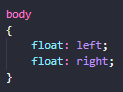 body
{
    float: left;
    float: right;
}